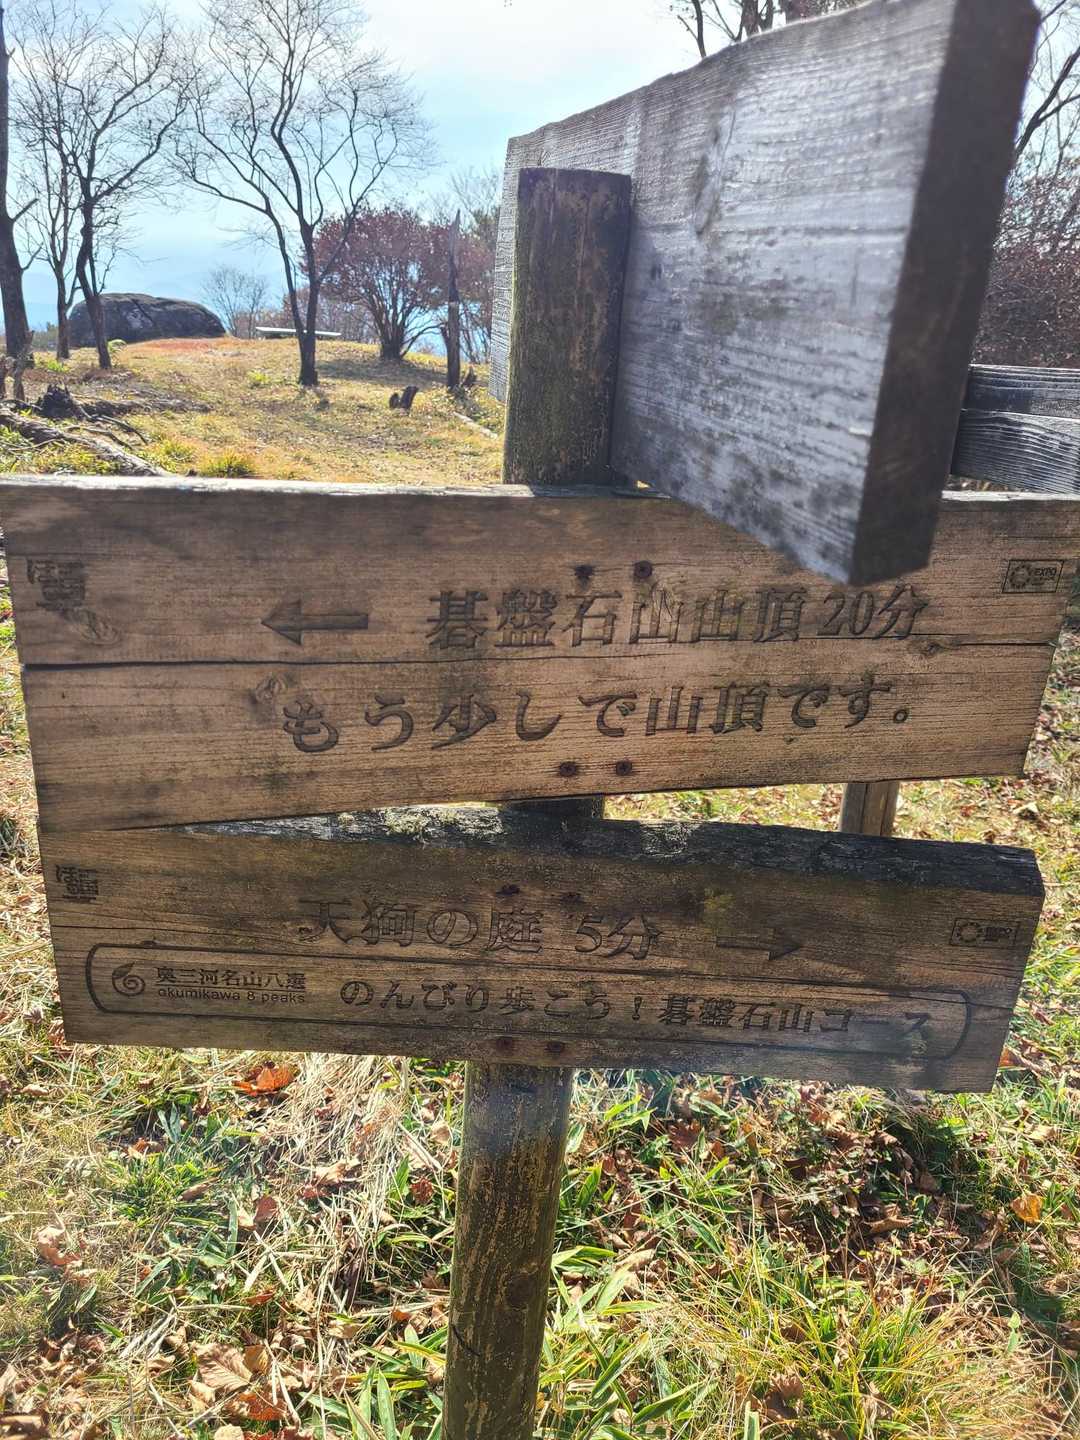 ← 碁盤石山山頂 20分
もう少しで山頂です。
天狗の庭 5分 →
奥三河名山八選
okumikawa 8 peaks
のんびり歩こう！碁盤石山コース
EXPO